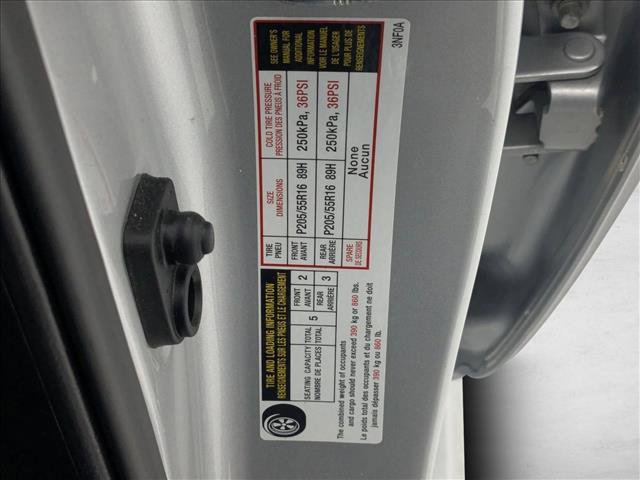 TIRE AND LOADING INFORMATION
RENSEIGNEMENTS SUR LES PNEUS ET LE CHARGEMENT
SEATING CAPACITY TOTAL 5 FRONT AVANT 2 REAR ARRIÈRE 3
NOMBRE DE PLACES TOTAL
The combined weight of occupants
and cargo should never exceed 390 kg or 860 lbs.
Le poids total des occupants et du chargement ne doit
jamais dépasser 390 kg ou 860 lb.
TIRE SIZE COLD TIRE PRESSURE
PNEU DIMENSIONS PRESSION DES PNEUS À FROID
FRONT AVANT P205/55R16 89H 250kPa, 36PSI
REAR ARRIÈRE P205/55R16 89H 250kPa, 36PSI
SPARE None
DE SECOURS Aucun
SEE OWNER'S
MANUAL FOR
ADDITIONAL
INFORMATION
VOIR LE MANUEL
DE L'USAGER
POUR PLUS DE
RENSEIGNEMENTS
3NF0A